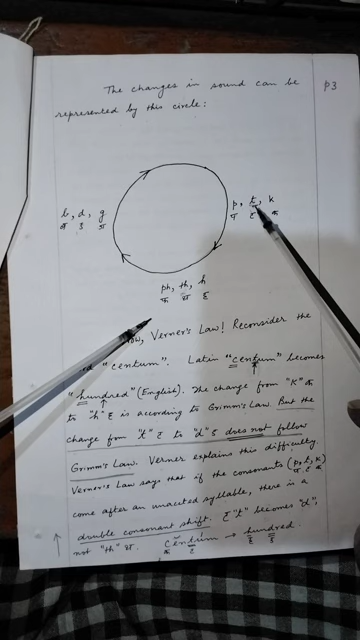 The changes in sound can be
p3
represented by this circle:
b, d, g
p, t, k
ph, th, h
now, Verner's Law! Reconsider the
"centum". Latin "centum" becomes
"hundred" (English). The change from "K" क
to "h" ह is according to Grimm's Law. But the
change from "t" ट to "d" ड does not follow
Grimm's Law. Verner explains this difficulty.
Verner's Law says that if the consonants (p, t, k)
come after an unaccented syllable, there is a
double consonant shift. ट "t" becomes "d",
not "th" थ. centum → hundred.